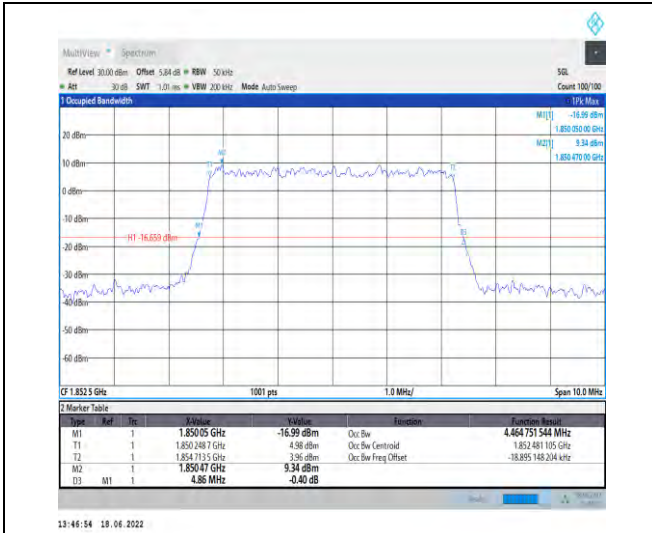 MultiView Spectrum
Ref Level 30.00 dBm Offset 5.84 dB RBW 50 kHz SGL
Att 30 dB SWT 1.01 ms VBW 200 kHz Mode Auto Sweep Count 100/100
1 Occupied Bandwidth 1Pk Max
M1[1] -16.99 dBm
1.850 050 00 GHz
M2[1] 9.34 dBm
1.850 470 00 GHz
20 dBm
M2
T1 T2
10 dBm
0 dBm
-10 dBm
M1
D3
H1 -16.659 dBm
-20 dBm
-30 dBm
-40 dBm
-50 dBm
-60 dBm
CF 1.852 5 GHz 1001 pts 1.0 MHz/ Span 10.0 MHz
2 Marker Table
Type Ref Trc X-Value Y-Value Function Function Result
M1 1 1.85005 GHz -16.99 dBm Occ Bw 4.464 751 544 MHz
T1 1 1.850 248 7 GHz 4.98 dBm Occ Bw Centroid 1.852 481 105 GHz
T2 1 1.854 713 5 GHz 3.96 dBm Occ Bw Freq Offset -18.895 148 204 kHz
M2 1 1.85047 GHz 9.34 dBm
D3 M1 1 4.86 MHz -0.40 dB
13:46:54 18.06.2022